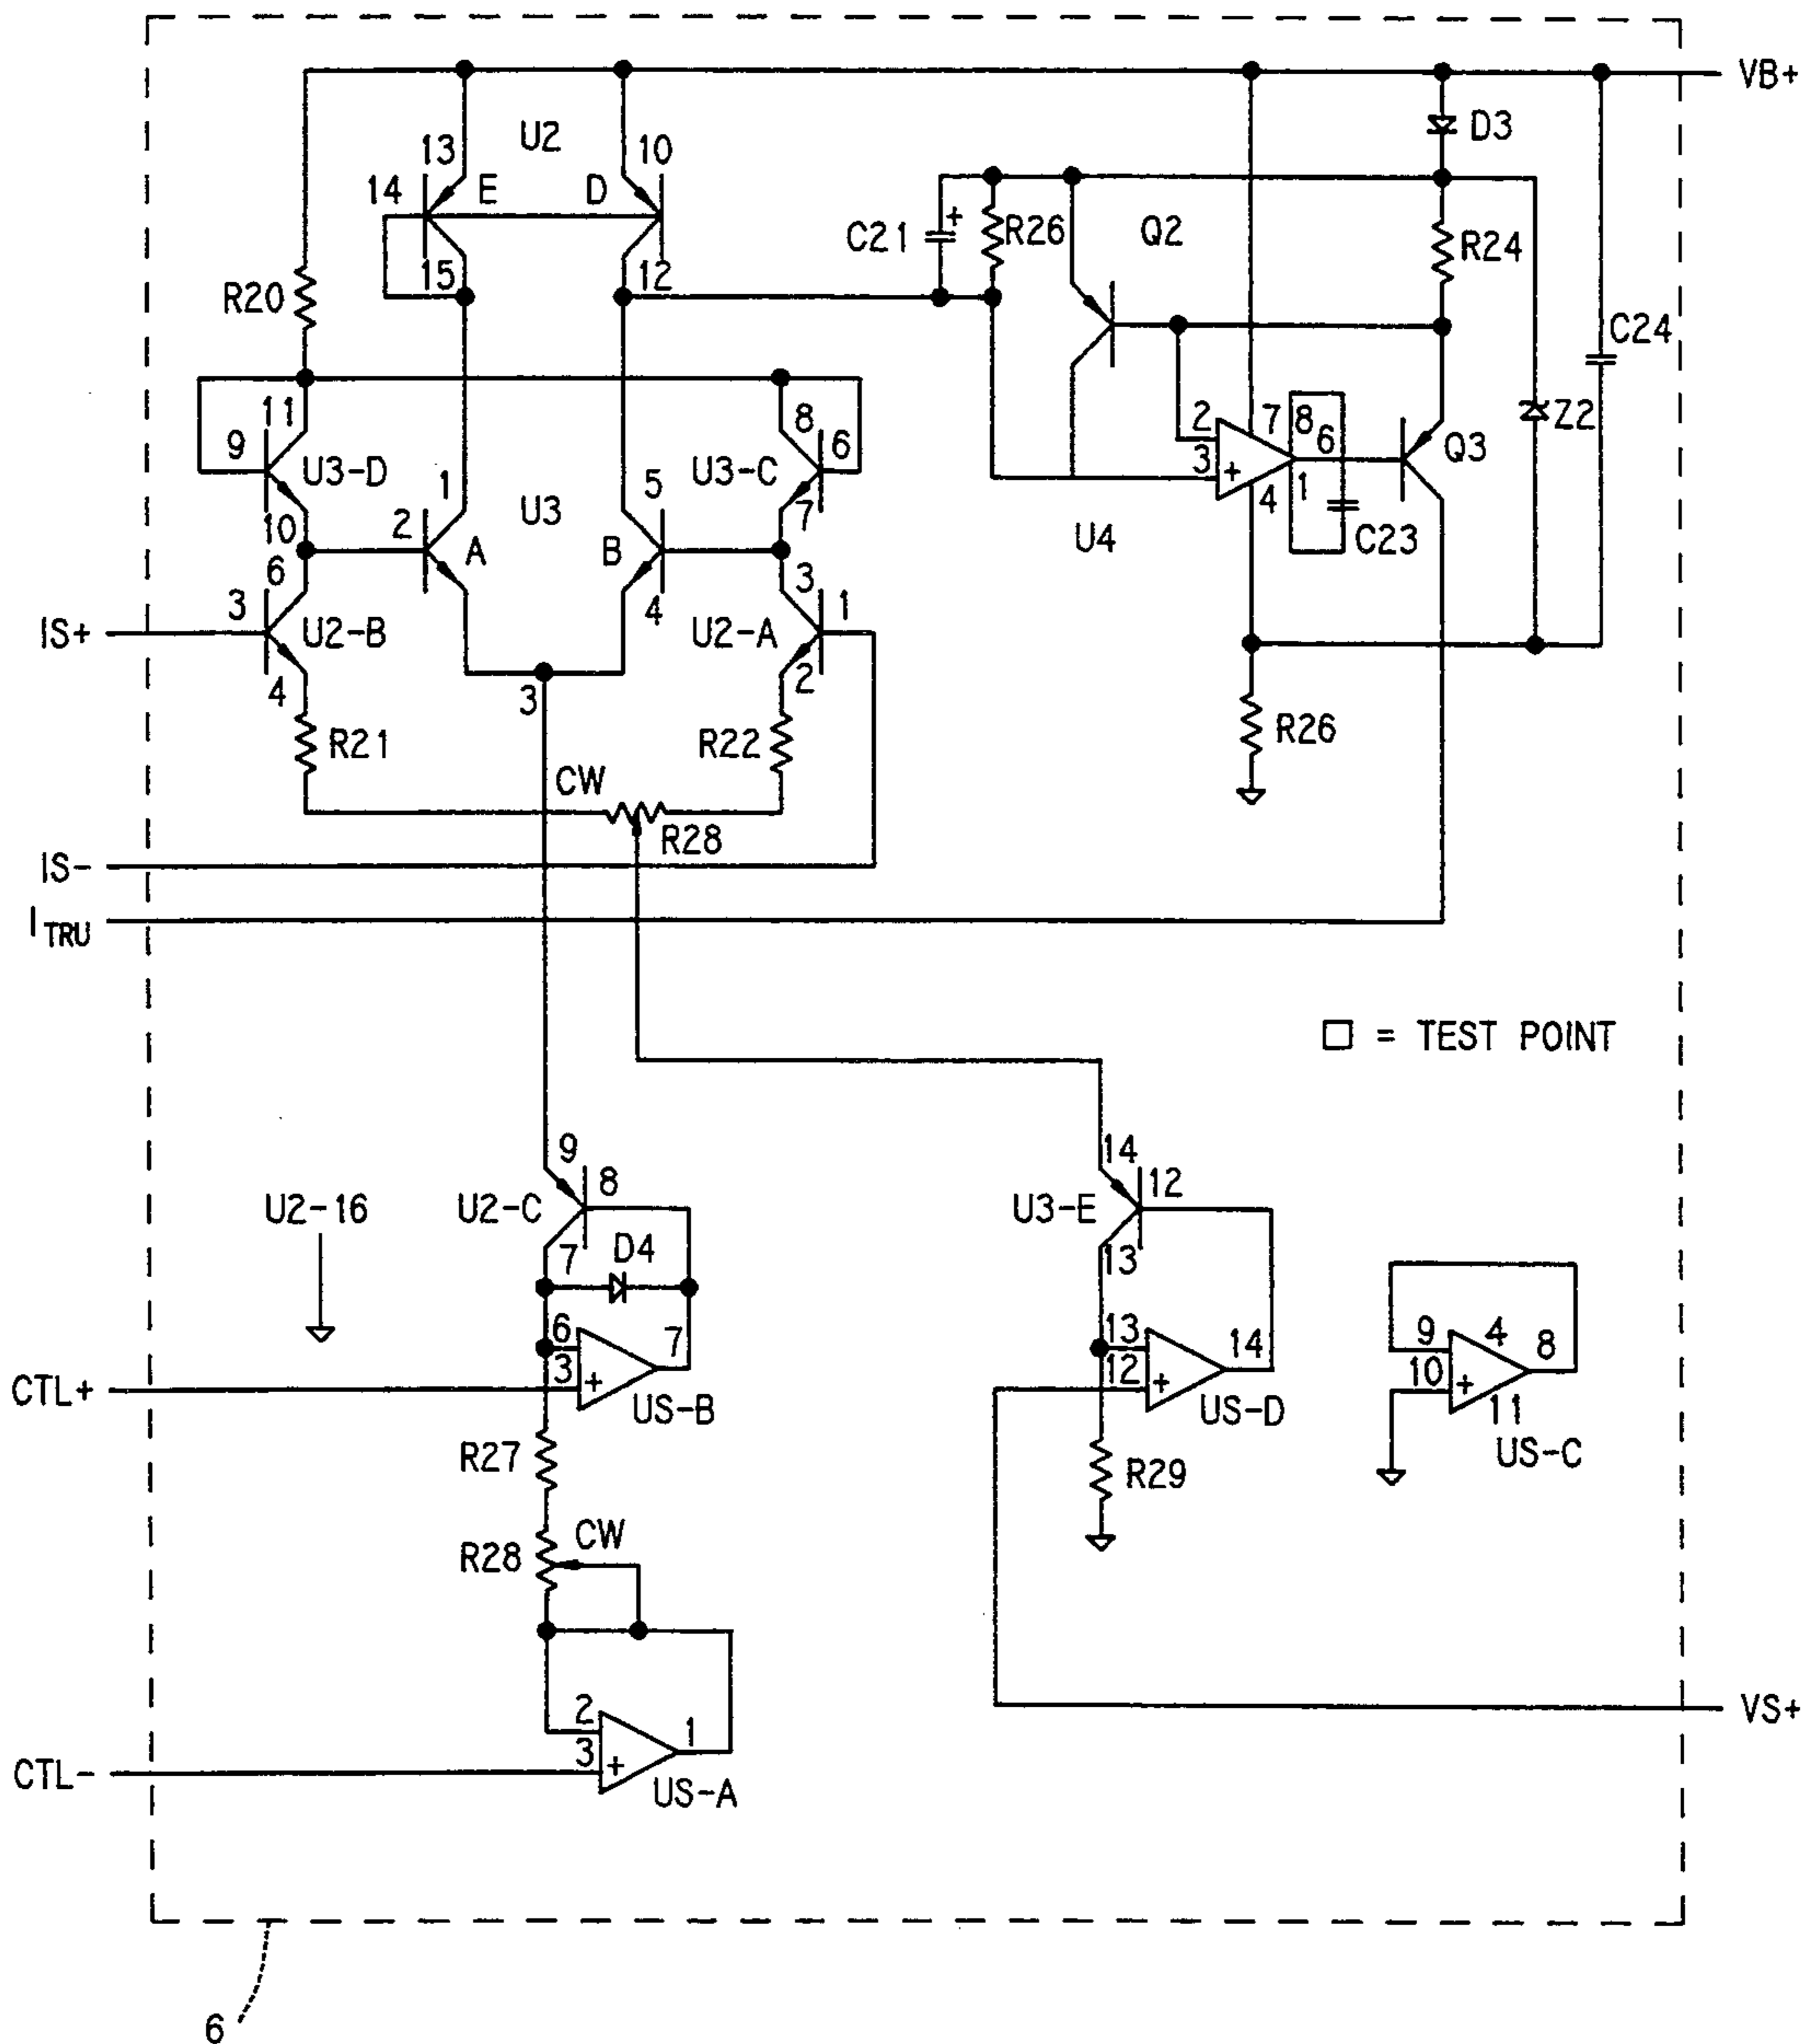 VB+
D3
U2
13
10
14
E
D
C21
+
R26
Q2
R24
15
12
R20
C24
11
8
9
6
2
7
8
6
Z2
U3-D
1
5
U3-C
3
+
Q3
10
2
U3
7
4
1
C23
A
B
U4
6
3
3
4
1
IS+
U2-B
U2-A
4
3
2
R21
R22
R26
CW
R28
IS-
ITRU
□ = TEST POINT
9
8
14
12
U2-16
U2-C
U3-E
7
D4
13
6
7
13
14
9
4
8
3
12
10
CTL+
+
+
+
US-B
US-D
11
US-C
R27
R29
CW
R28
2
1
VS+
3
CTL-
+
US-A
6